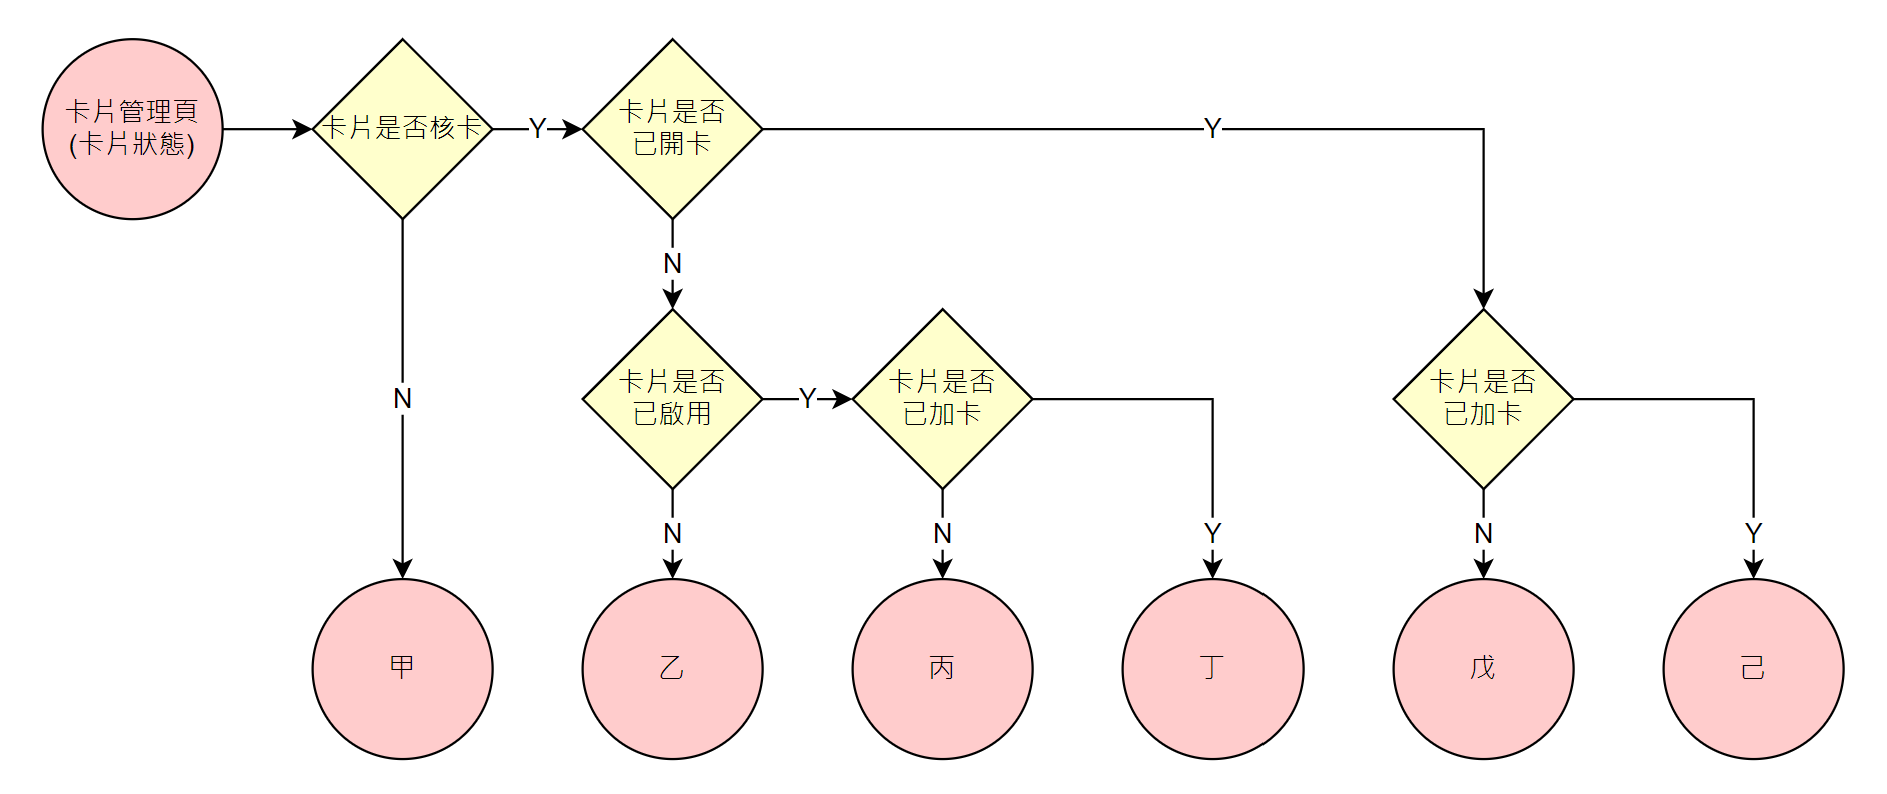 卡片管理頁
(卡片狀態)
卡片是否核卡
Y
卡片是否
已開卡
Y
N
N
卡片是否
已啟用
Y
卡片是否
已加卡
卡片是否
已加卡
N
N
Y
N
Y
甲
乙
丙
丁
戊
己